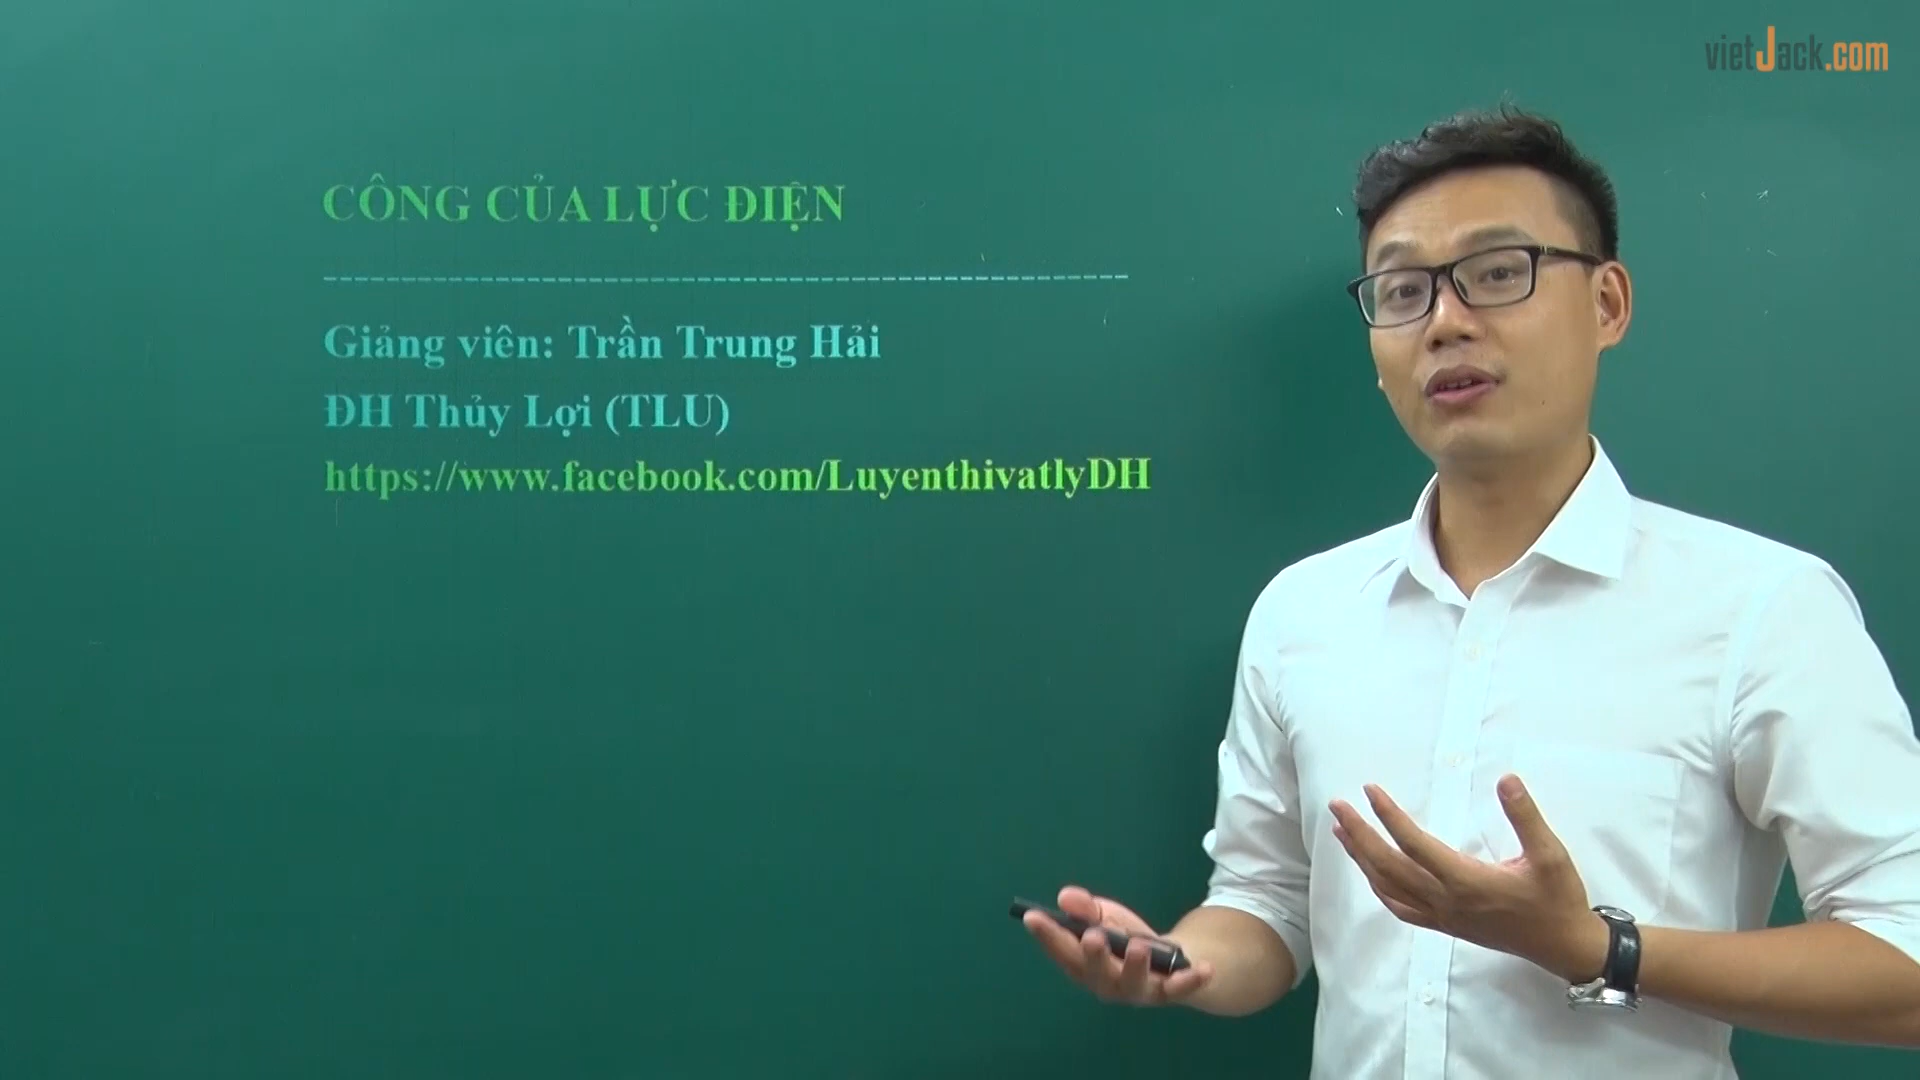 vietJack.com
CÔNG CỦA LỰC ĐIỆN
Giảng viên: Trần Trung Hải
ĐH Thủy Lợi (TLU)
https://www.facebook.com/LuyenthivatlyDH